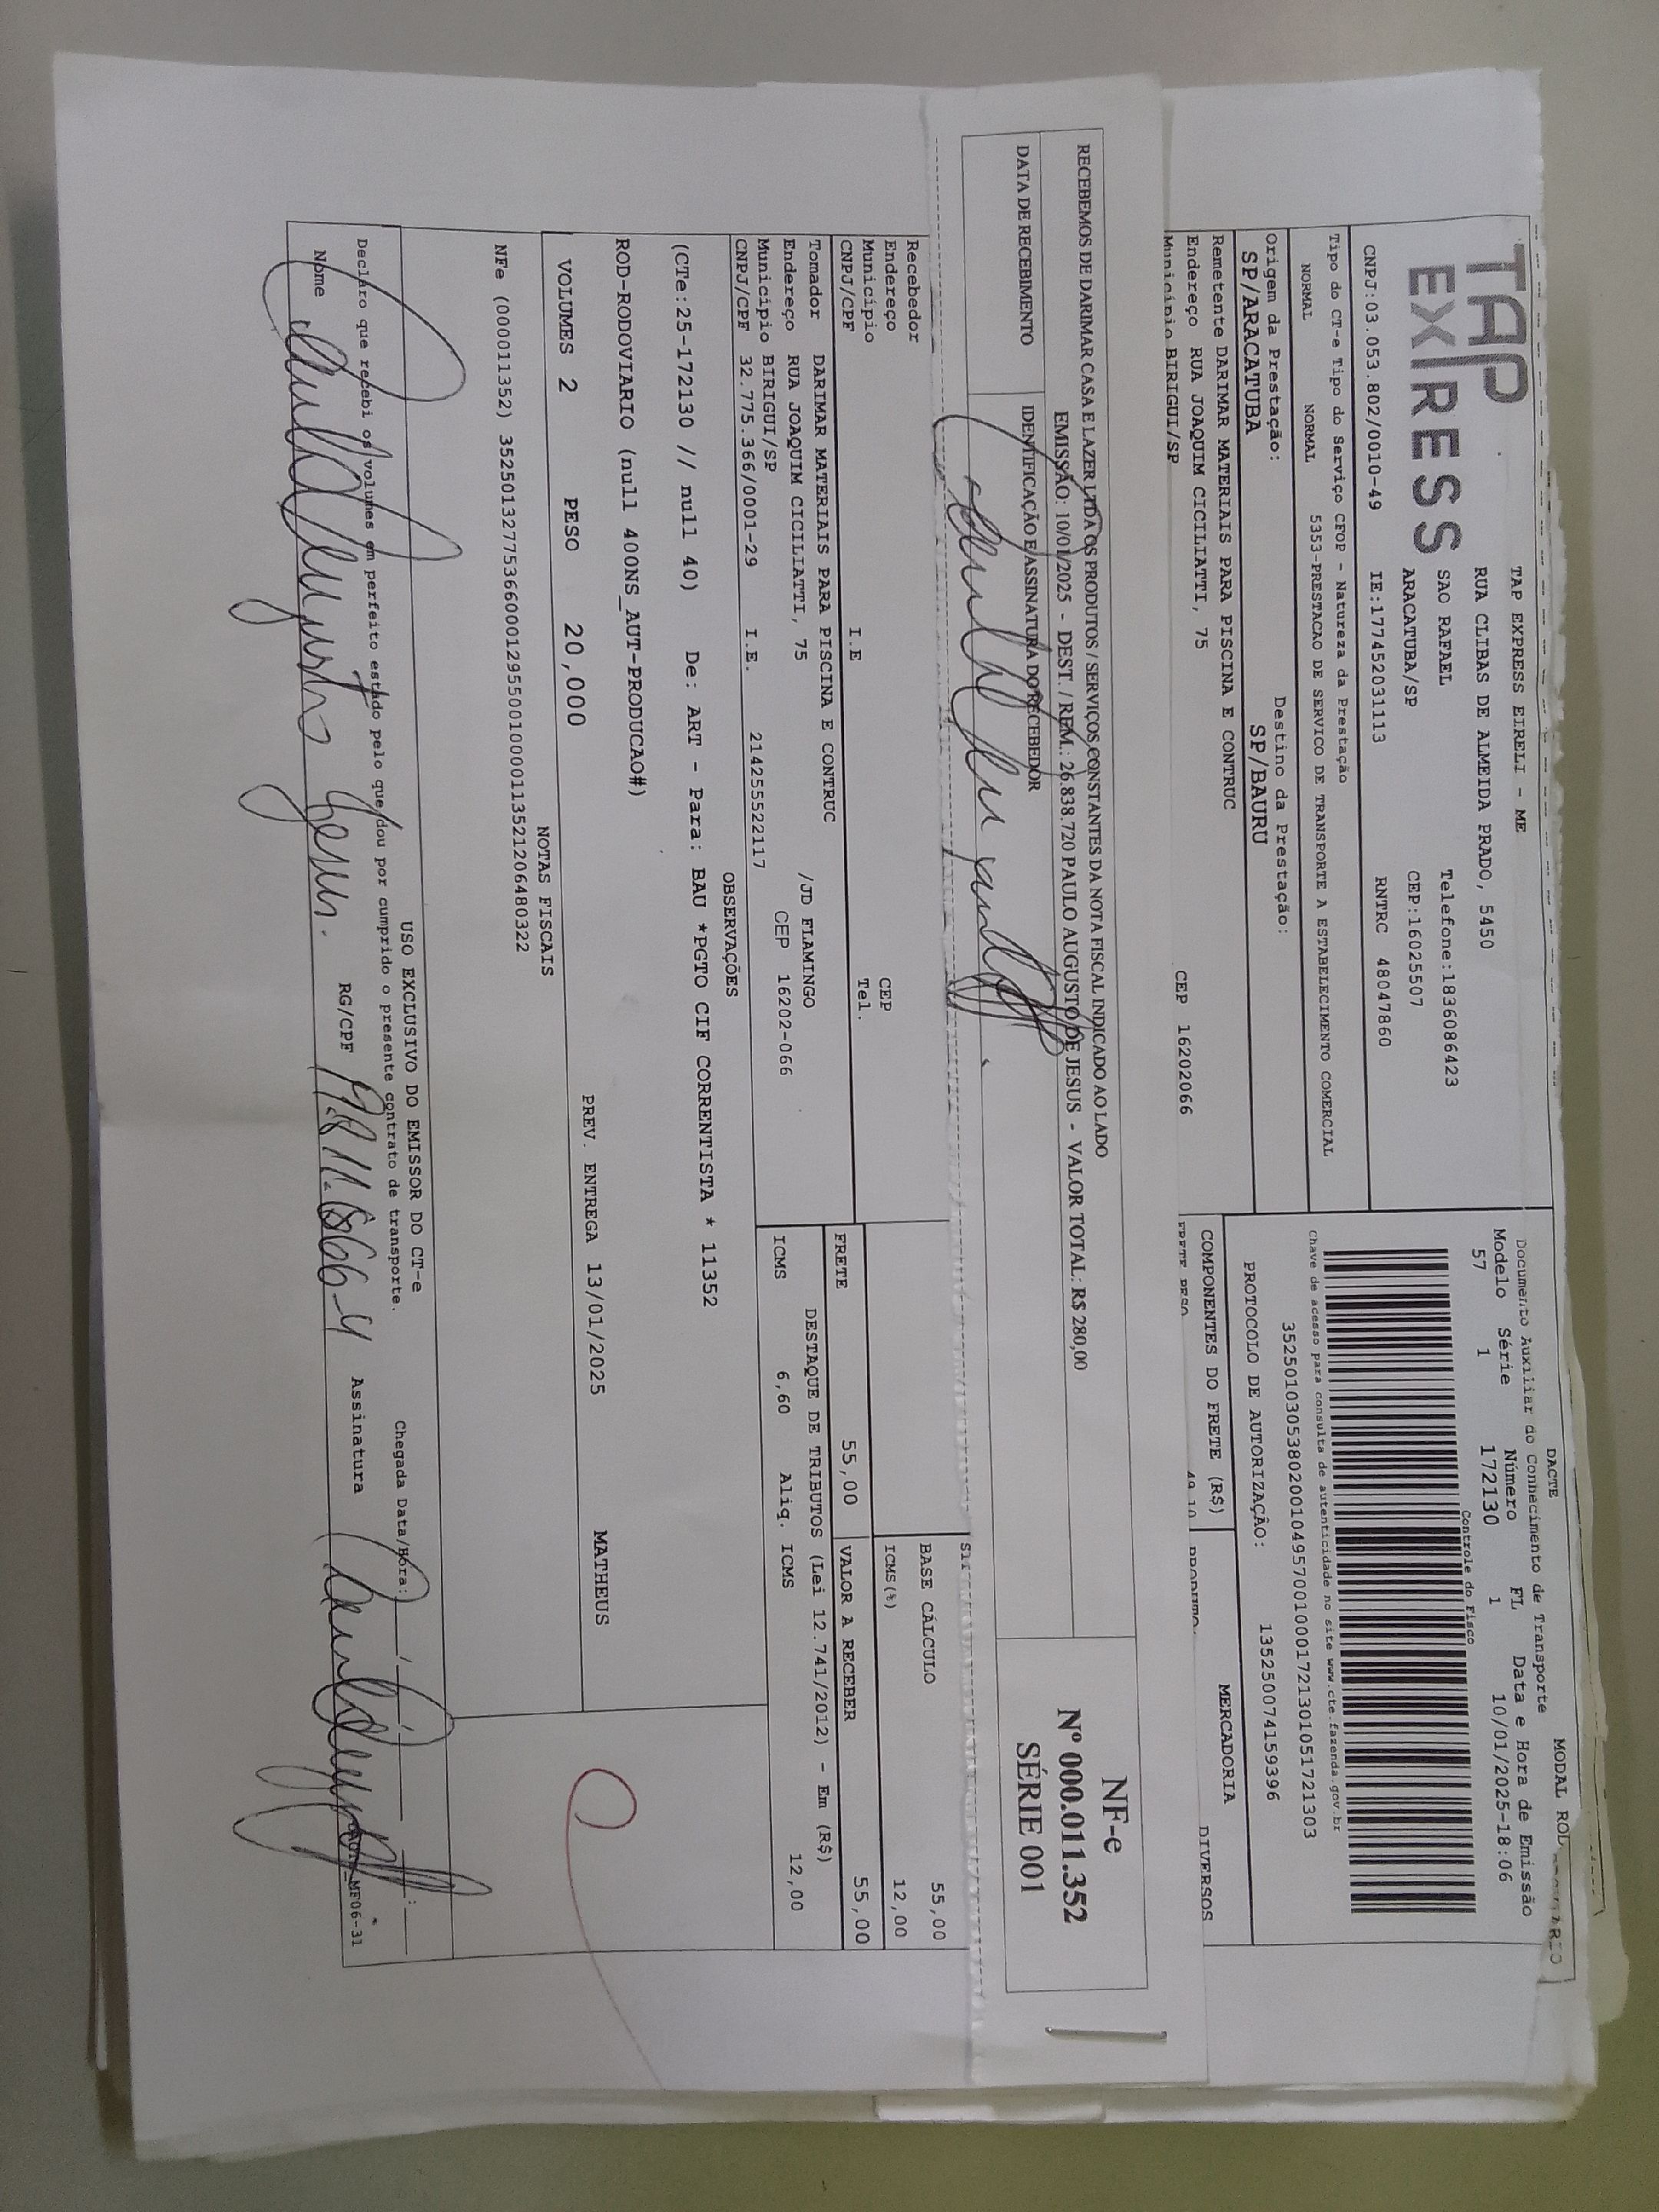 DACTE
MODAL
TAP EXPRESS
TAP EXPRESS EIRELI - ME
RUA CLIBAS DE ALMEIDA PRADO, 5450
SAO RAFAEL Telefone:1836086423
ARACATUBA/SP CEP:16025507
CNPJ:03.053.802/0010-49 IE:177452031113 RNTRC 48047860
Documento Auxiliar do Conhecimento de Transporte
Modelo Série Número FL Data e Hora de Emissão
57 1 172130 1 10/01/2025-18:06
Controle do Fisco
Tipo do CT-e Tipo do Serviço CFOP - Natureza da Prestação
NORMAL NORMAL 5353-PRESTACAO DE SERVICO DE TRANSPORTE A ESTABELECIMENTO COMERCIAL
Chave de acesso para consulta de autenticidade no site www.cte.fazenda.gov.br
35250103053802001049570010001721301051721303
Origem da Prestação: Destino da Prestação:
SP/ARACATUBA SP/BAURU
PROTOCOLO DE AUTORIZAÇÃO: 135250074159396
Remetente DARIMAR MATERIAIS PARA PISCINA E CONTRUC
Endereço RUA JOAQUIM CICILIATTI, 75
Município BIRIGUI/SP CEP 16202066
COMPONENTES DO FRETE (R$) MERCADORIA
FRETE PESO 49,10 PRODUTO: DIVERSOS
RECEBEMOS DE DARIMAR CASA E LAZER LTDA OS PRODUTOS / SERVIÇOS CONSTANTES DA NOTA FISCAL INDICADO AO LADO
EMISSÃO: 10/01/2025 - DEST. / REM.: 26.838.720 PAULO AUGUSTO DE JESUS - VALOR TOTAL: R$ 280,00
DATA DE RECEBIMENTO IDENTIFICAÇÃO E ASSINATURA DO RECEBEDOR
NF-e
Nº 000.011.352
SÉRIE 001
Recebedor
Endereço CEP
Município Tel.
CNPJ/CPF I.E
BASE CÁLCULO 55,00
ICMS(%) 12,00
FRETE 55,00 VALOR A RECEBER 55,00
Tomador DARIMAR MATERIAIS PARA PISCINA E CONTRUC
Endereço RUA JOAQUIM CICILIATTI, 75 /JD FLAMINGO
Município BIRIGUI/SP CEP 16202-066
CNPJ/CPF 32.775.366/0001-29 I.E. 214255522117
DESTAQUE DE TRIBUTOS (Lei 12.741/2012) - Em (R$)
ICMS 6,60 Aliq. ICMS 12,00
OBSERVAÇÕES
(CTe:25-172130 // null 40) De: ART - Para: BAU *PGTO CIF CORRENTISTA * 11352
ROD-RODOVIARIO (null 400NS_AUT-PRODUCAO#)
VOLUMES 2 PESO 20,000 PREV. ENTREGA 13/01/2025 MATHEUS
NOTAS FISCAIS
NFe (000011352) 35250132775366000129550010000113521206480322
USO EXCLUSIVO DO EMISSOR DO CT-e
Declaro que recebi os volumes em perfeito estado pelo que dou por cumprido o presente contrato de transporte.
Chegada Data/Hora: __/__/__ __:__
Nome RG/CPF Assinatura